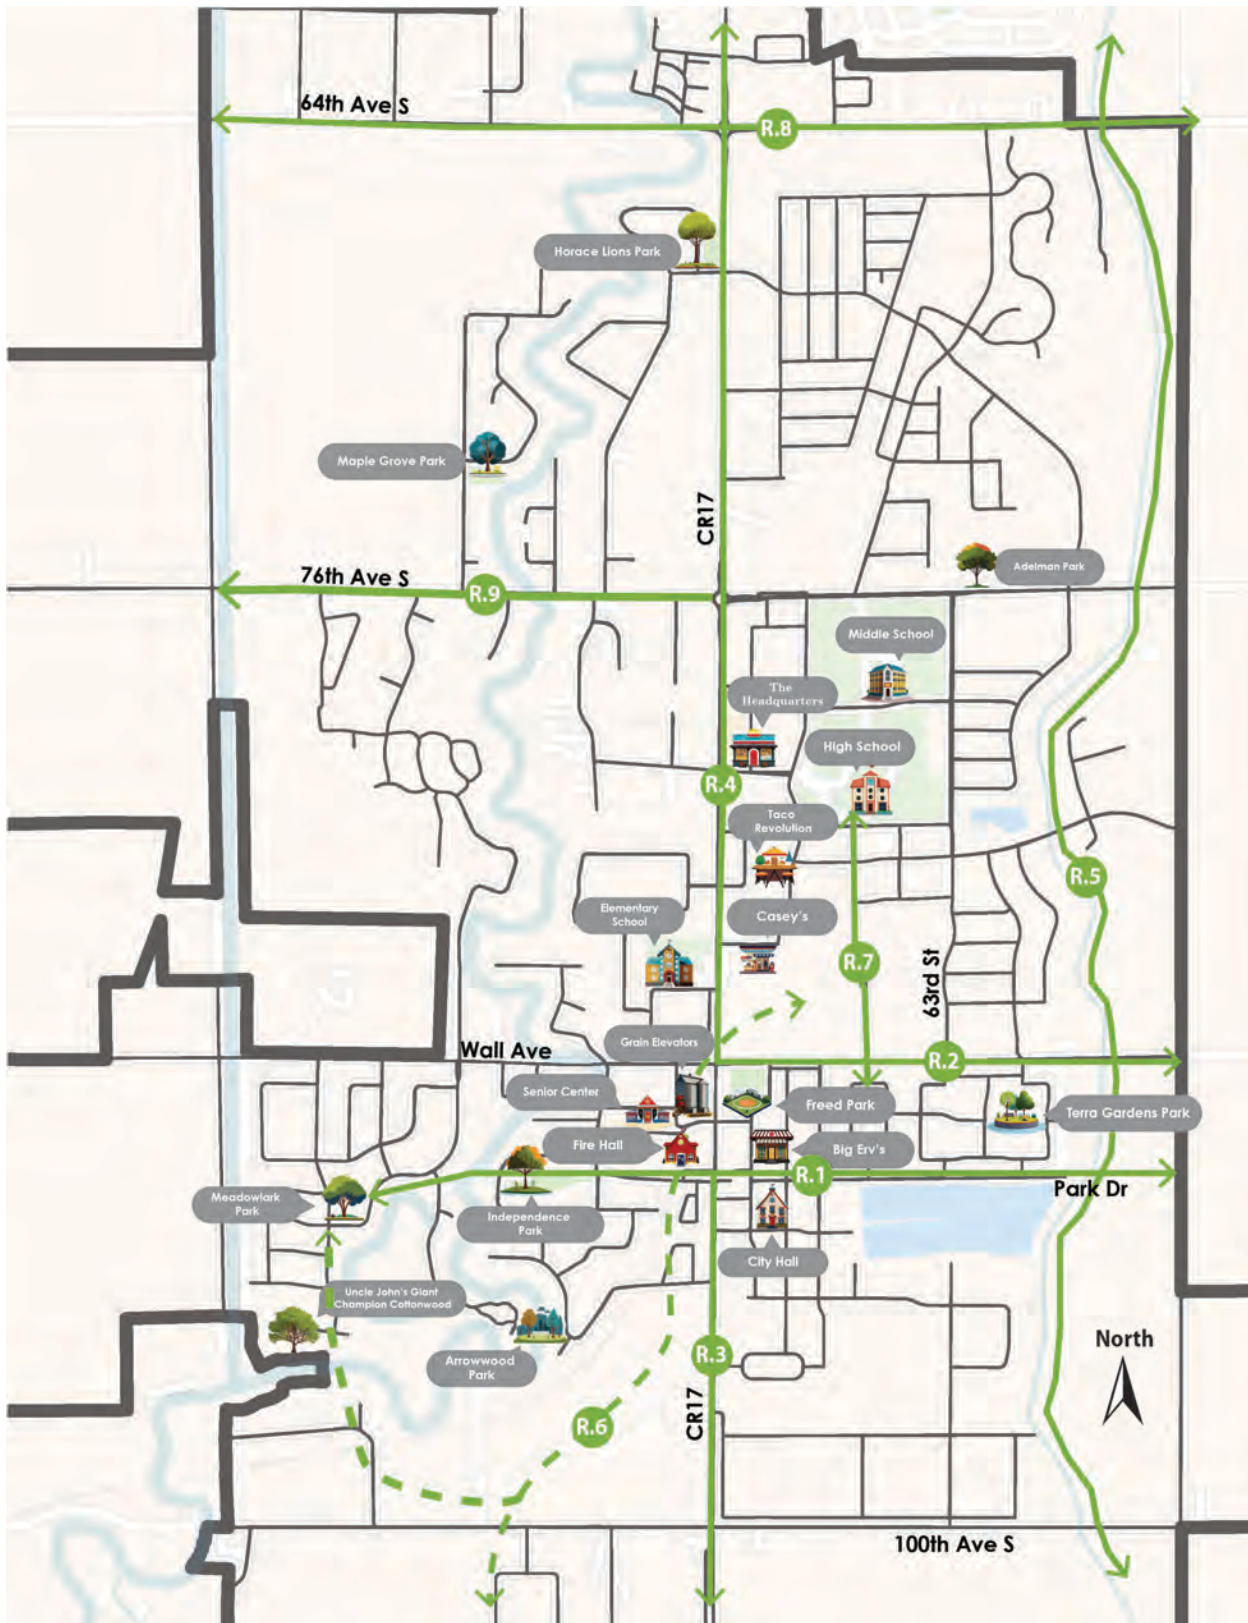 64th Ave S
R.8
Horace Lions Park
Maple Grove Park
CR17
76th Ave S
R.9
Adelman Park
Middle School
The
Headquarters
High School
R.4
Taco
Revolution
R.5
Elementary
School
Casey's
R.7
63rd St
Grain Elevators
Wall Ave
R.2
Senior Center
Freed Park
Terra Gardens Park
Fire Hall
Big Erv's
R.1
Park Dr
Meadowlark
Park
Independence
Park
City Hall
Uncle John's Giant
Champion Cottonwood
Arrowwood
Park
R.3
North
CR17
R.6
100th Ave S